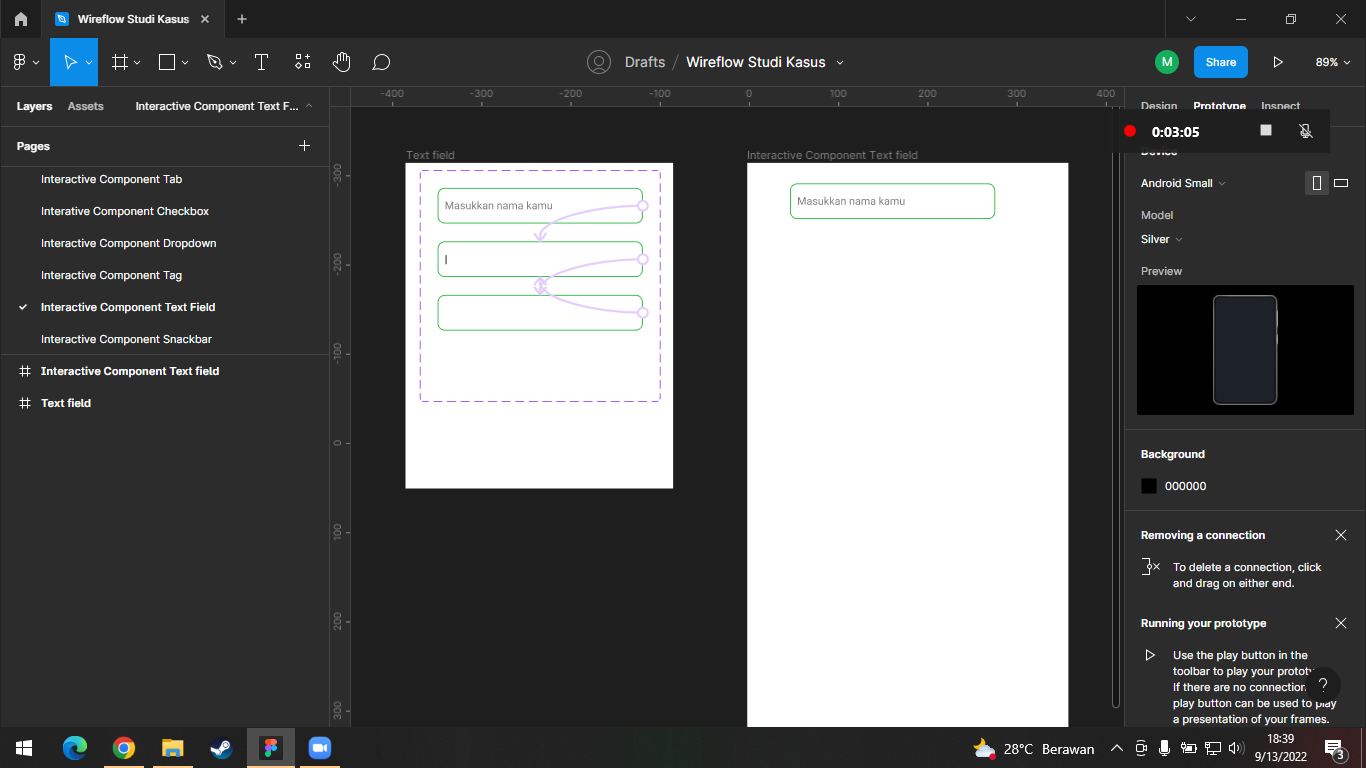 Wireflow Studi Kasus
Drafts / Wireflow Studi Kasus
M
Share
89%
Layers
Assets
Interactive Component Text F...
Pages
Interactive Component Tab
Interative Component Checkbox
Interactive Component Dropdown
Interactive Component Tag
Interactive Component Text Field
Interactive Component Snackbar
Interactive Component Text field
Text field
-400
-300
-200
-100
0
100
200
300
400
-300
-200
-100
0
100
200
300
Text field
Masukkan nama kamu
Interactive Component Text field
Masukkan nama kamu
Design
Prototype
Inspect
0:03:05
Device
Android Small
Model
Silver
Preview
Background
000000
Removing a connection
To delete a connection, click
and drag on either end.
Running your prototype
Use the play button in the
toolbar to play your protot
If there are no connection
play button can be used to play
a presentation of your frames.
?
28°C Berawan
18:39
9/13/2022
3